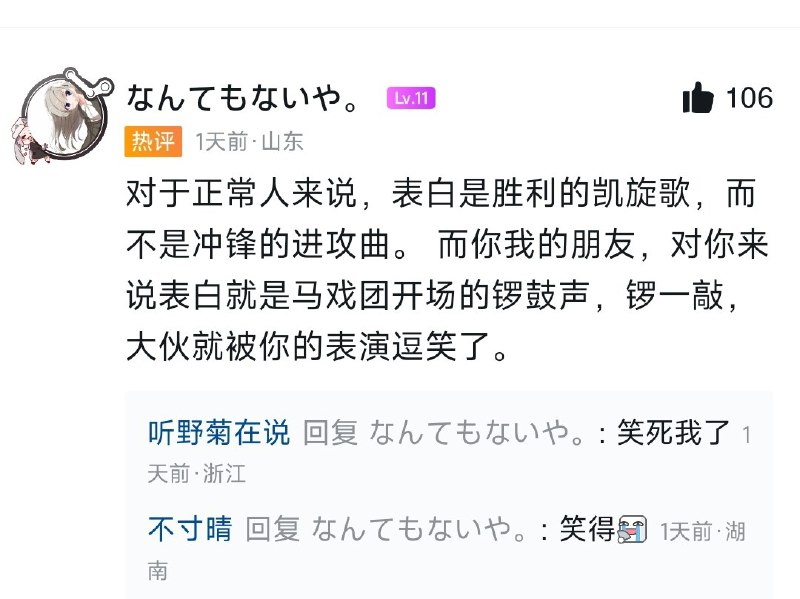 なんてもないや。 Lv.11 106
热评 1天前·山东
对于正常人来说，表白是胜利的凯旋歌，而
不是冲锋的进攻曲。 而你我的朋友，对你来
说表白就是马戏团开场的锣鼓声，锣一敲，
大伙就被你的表演逗笑了。
听野菊在说 回复 なんてもないや。: 笑死我了 1
天前·浙江
不寸晴 回复 なんてもないや。: 笑得 1天前·湖
南